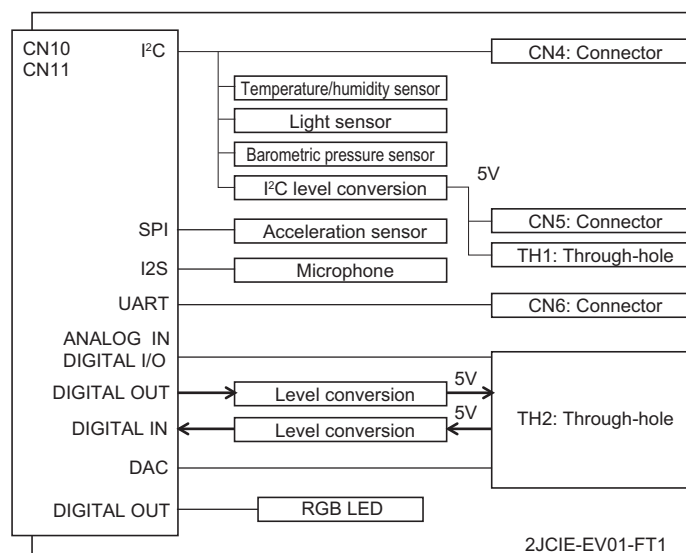 CN10
CN11
I²C
CN4: Connector
Temperature/humidity sensor
Light sensor
Barometric pressure sensor
I²C level conversion
5V
CN5: Connector
TH1: Through-hole
SPI
Acceleration sensor
I2S
Microphone
UART
CN6: Connector
ANALOG IN
DIGITAL I/O
DIGITAL OUT
Level conversion
5V
DIGITAL IN
Level conversion
5V
TH2: Through-hole
DAC
DIGITAL OUT
RGB LED
2JCIE-EV01-FT1